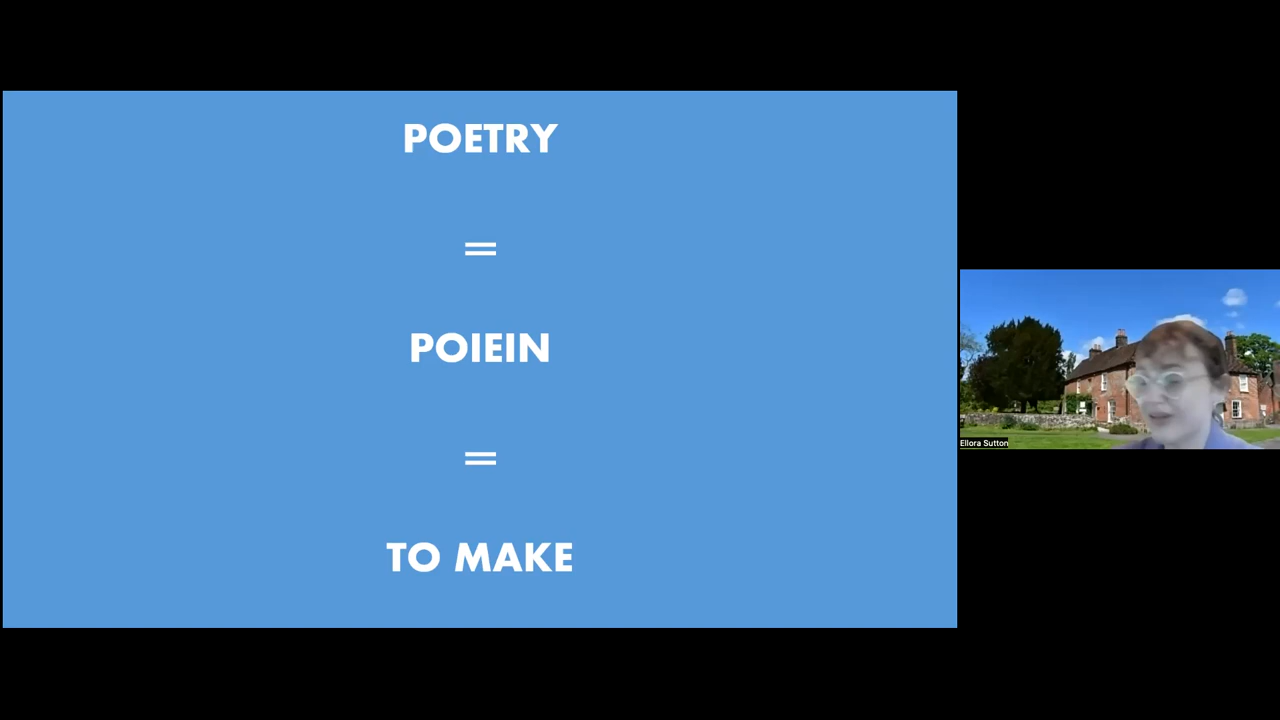 POETRY
=
POIEIN
=
TO MAKE
Ellora Sutton